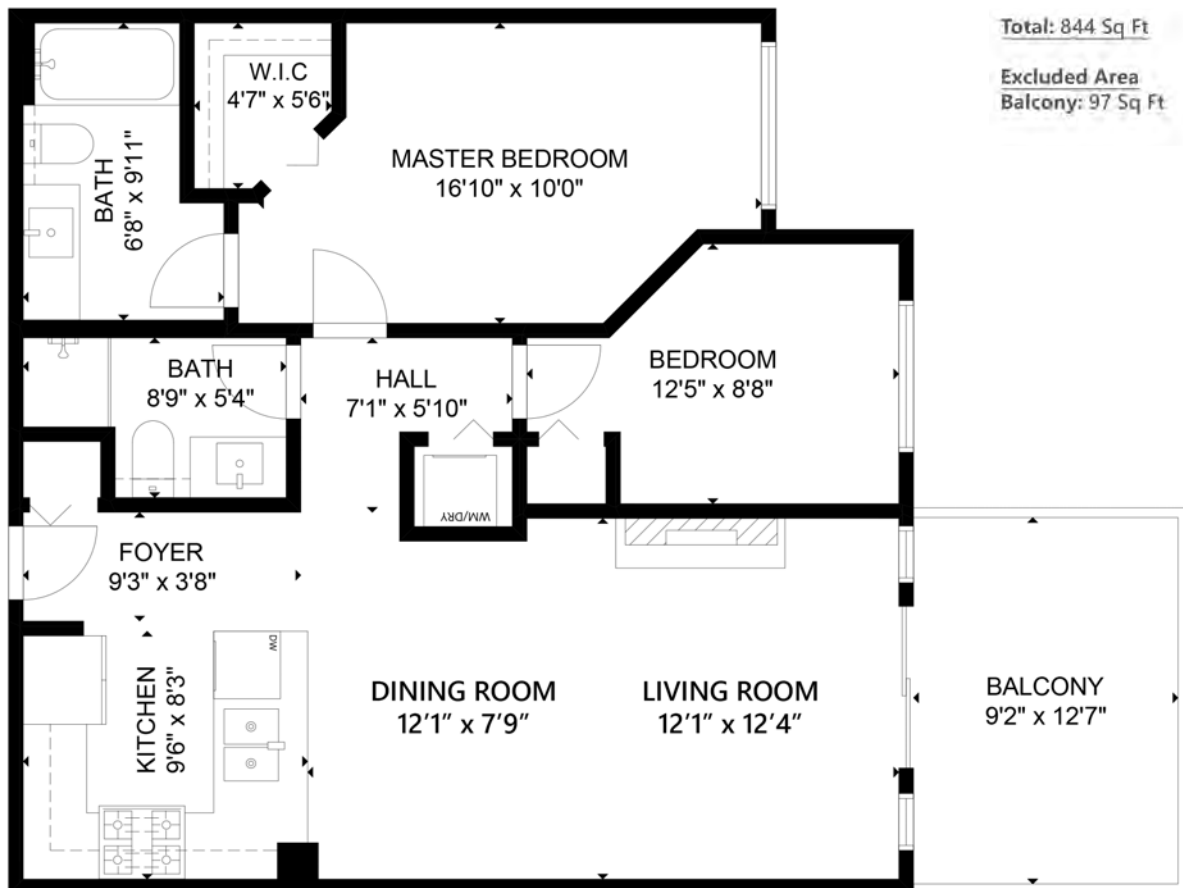 Total: 844 Sq Ft
Excluded Area
Balcony: 97 Sq Ft
W.I.C
4'7" x 5'6"
MASTER BEDROOM
16'10" x 10'0"
BATH
6'8" x 9'11"
BATH
8'9" x 5'4"
HALL
7'1" x 5'10"
BEDROOM
12'5" x 8'8"
WM/DRY
FOYER
9'3" x 3'8"
DW
KITCHEN
9'6" x 8'3"
DINING ROOM
12'1" x 7'9"
LIVING ROOM
12'1" x 12'4"
BALCONY
9'2" x 12'7"